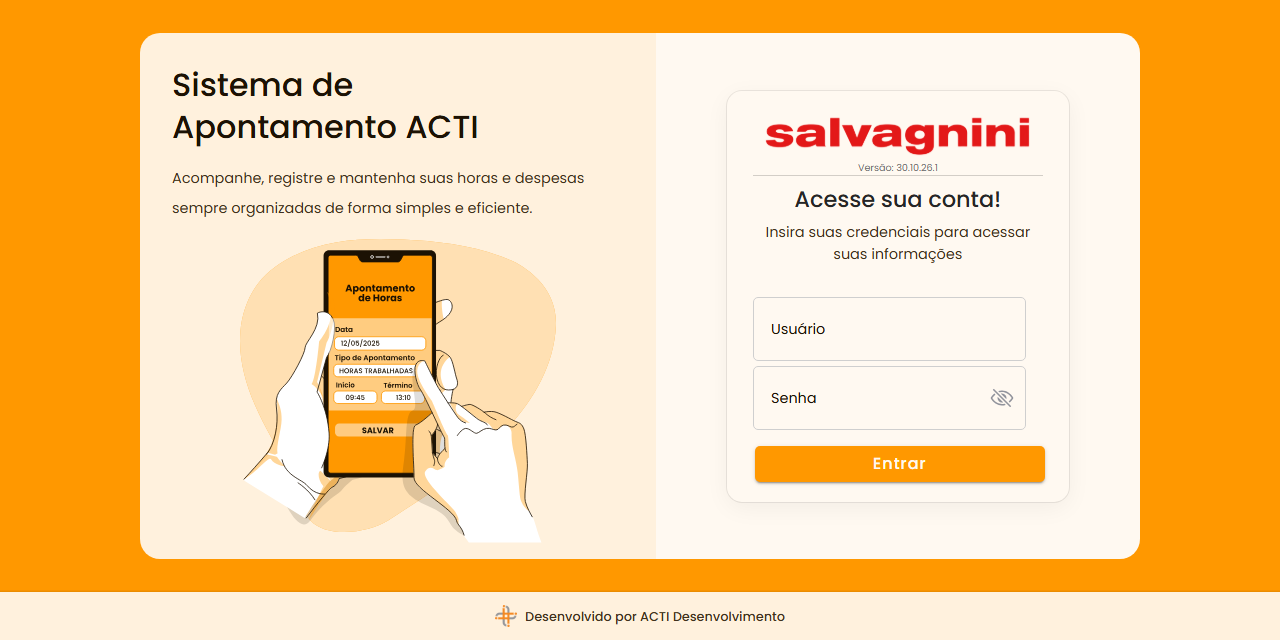 Sistema de
Apontamento ACTI
Acompanhe, registre e mantenha suas horas e despesas
sempre organizadas de forma simples e eficiente.
Apontamento
de Horas
Data
12/05/2025
Tipo de Apontamento
HORAS TRABALHADAS
Início
Término
09:45
13:10
SALVAR
salvagnini
Versão: 30.10.26.1
Acesse sua conta!
Insira suas credenciais para acessar
suas informações
Usuário
Senha
Entrar
Desenvolvido por ACTI Desenvolvimento